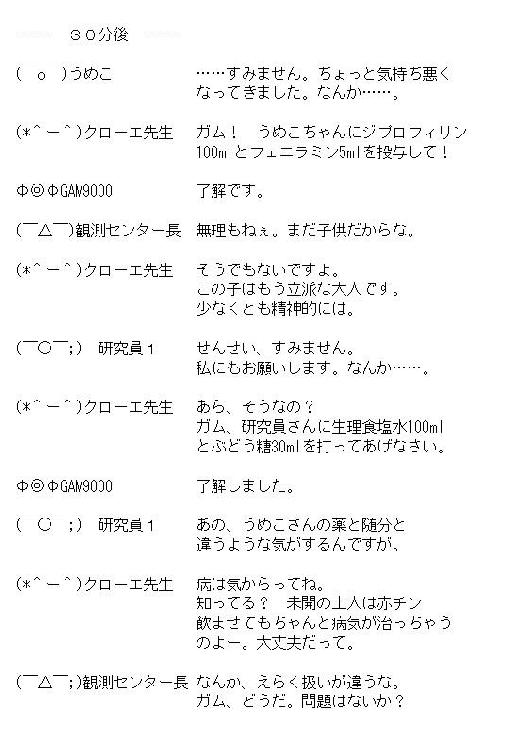 ３０分後
(　o　)うめこ　……すみません。ちょっと気持ち悪く
なってきました。なんか……。
(*＾ー＾)クローエ先生　ガム！　うめこちゃんにジプロフィリン
100m とフェニラミン5mlを投与して！
Φ◎ΦGAM9000　了解です。
(￣△￣)観測センター長　無理もねぇ。まだ子供だからな。
(*＾ー＾)クローエ先生　そうでもないですよ。
この子はもう立派な大人です。
少なくとも精神的には。
(￣○￣;)　研究員１　せんせい、すみません。
私にもお願いします。なんか……。
(*＾ー＾)クローエ先生　あら、そうなの？
ガム、研究員さんに生理食塩水100ml
とぶどう糖30mlを打ってあげなさい。
Φ◎ΦGAM9000　了解しました。
(　○　;)　研究員１　あの、うめこさんの薬と随分と
違うような気がするんですが、
(*＾ー＾)クローエ先生　病は気からってね。
知ってる？　未開の土人は赤チン
飲ませてもちゃんと病気が治っちゃう
のよー。大丈夫だって。
(￣△￣;)観測センター長　なんか、えらく扱いが違うな。
ガム、どうだ。問題はないか？